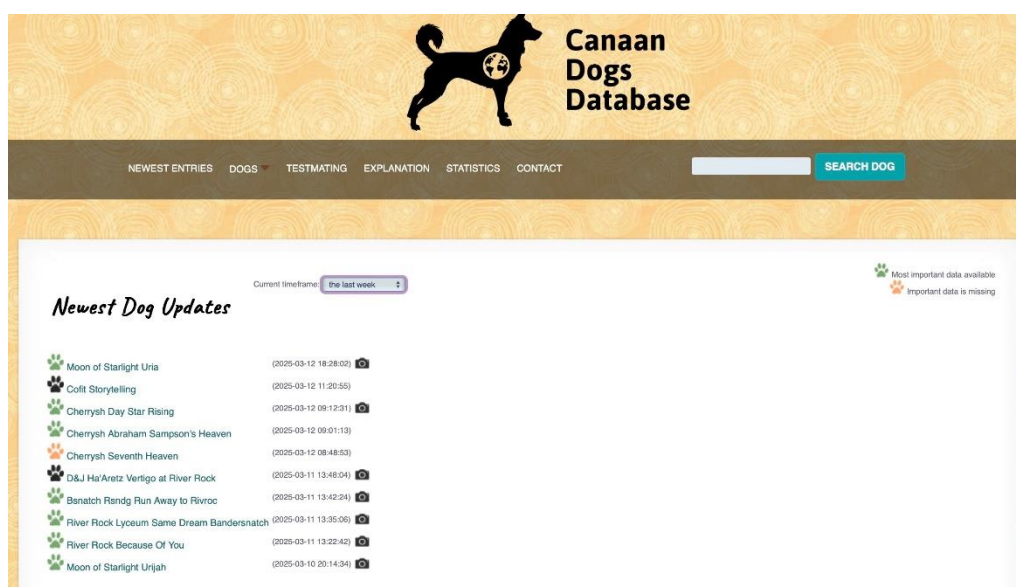 Canaan
Dogs
Database
NEWEST ENTRIES DOGS TESTMATING EXPLANATION STATISTICS CONTACT SEARCH DOG
Most important data available
Current timeframe: the last week
Important data is missing
Newest Dog Updates
Moon of Starlight Uria (2025-03-12 18:28:02)
Cofit Storytelling (2025-03-12 11:20:55)
Cherrysh Day Star Rising (2025-03-12 09:12:31)
Cherrysh Abraham Sampson's Heaven (2025-03-12 09:01:13)
Cherrysh Seventh Heaven (2025-03-12 08:48:53)
D&J Ha'Aretz Vertigo at River Rock (2025-03-11 13:48:04)
Bsnatch Rsndg Run Away to Rivroc (2025-03-11 13:42:24)
River Rock Lyceum Same Dream Bandersnatch (2025-03-11 13:35:06)
River Rock Because Of You (2025-03-11 13:22:42)
Moon of Starlight Urijah (2025-03-10 20:14:34)